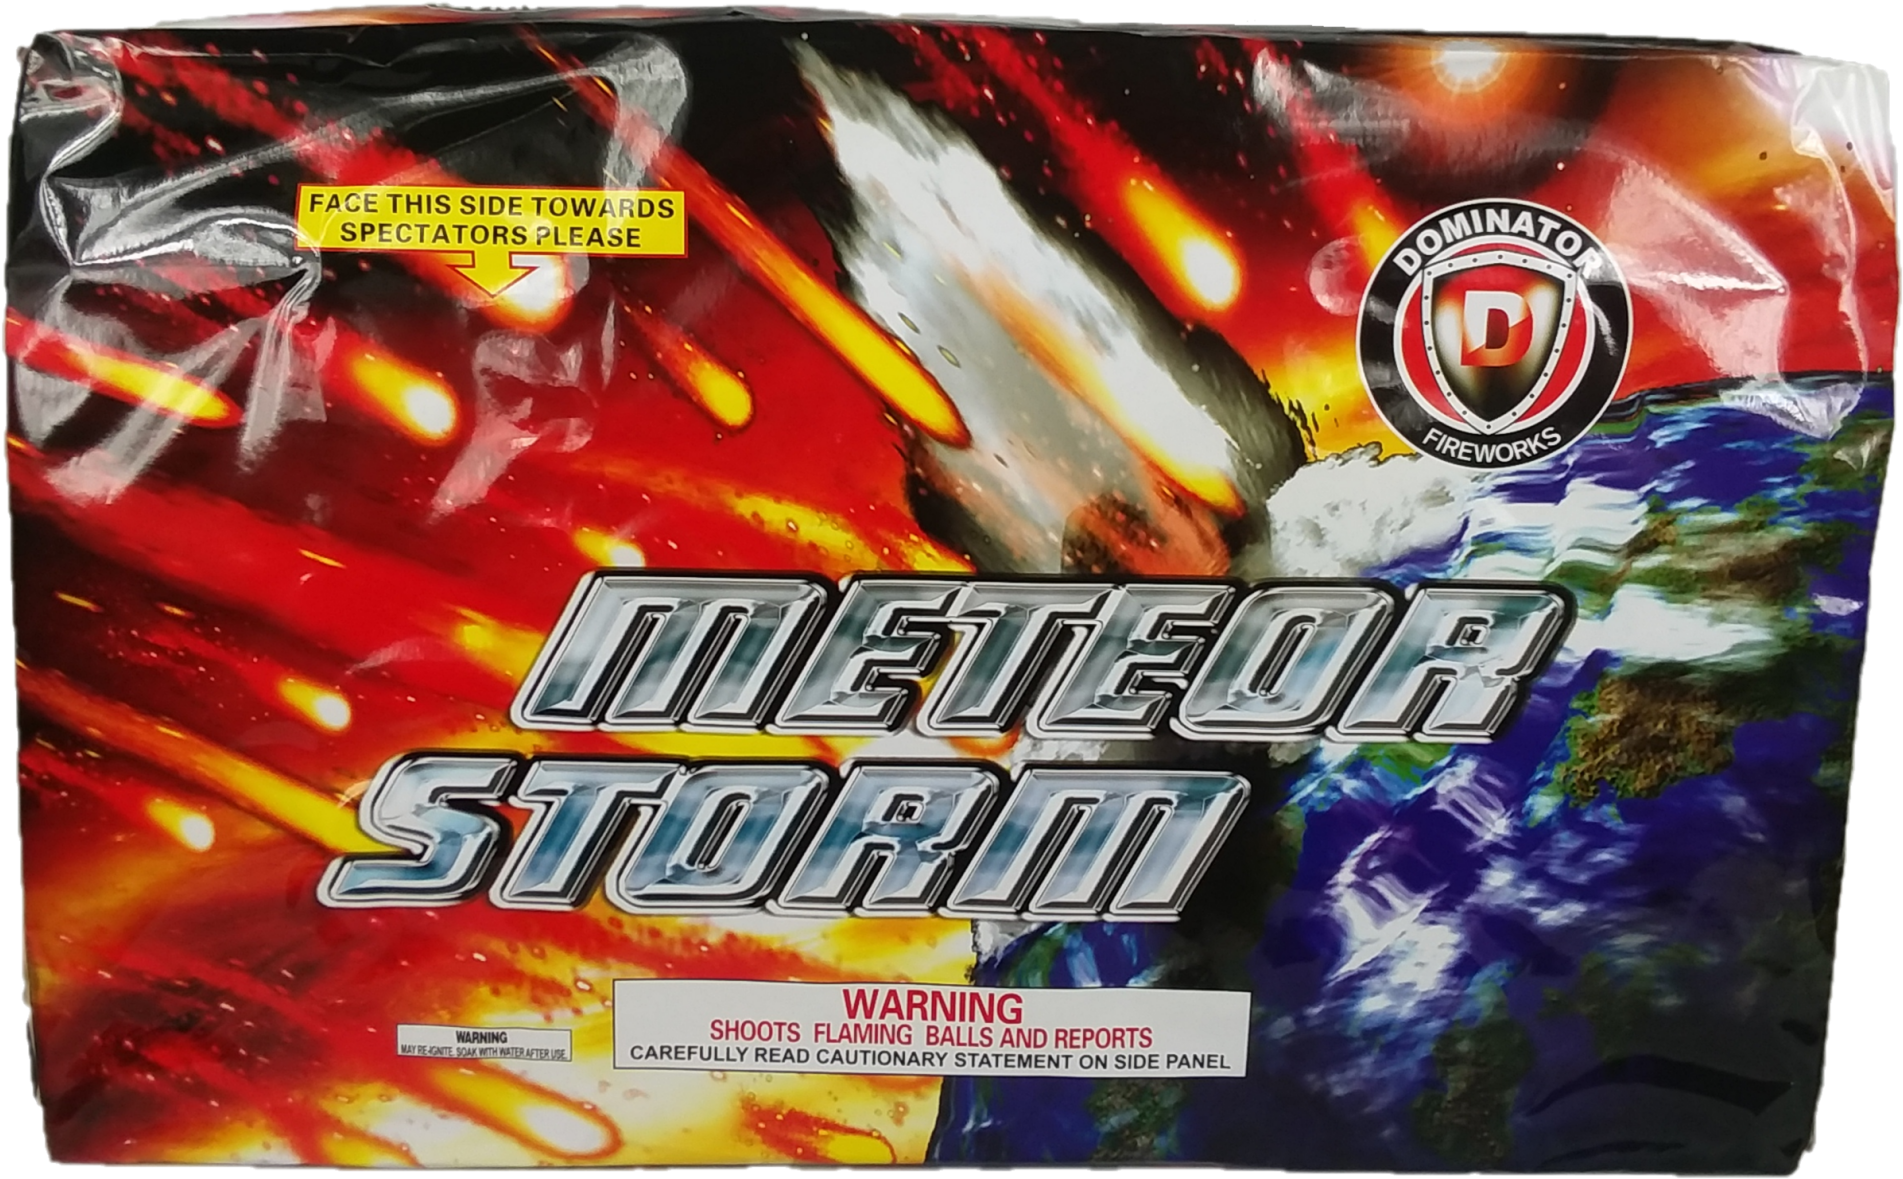 FACE THIS SIDE TOWARDS
SPECTATORS PLEASE
DOMINATOR
D
FIREWORKS
METEOR
STORM
WARNING
SHOOTS FLAMING BALLS AND REPORTS
CAREFULLY READ CAUTIONARY STATEMENT ON SIDE PANEL
WARNING
MAY RE-IGNITE. SOAK WITH WATER AFTER USE.